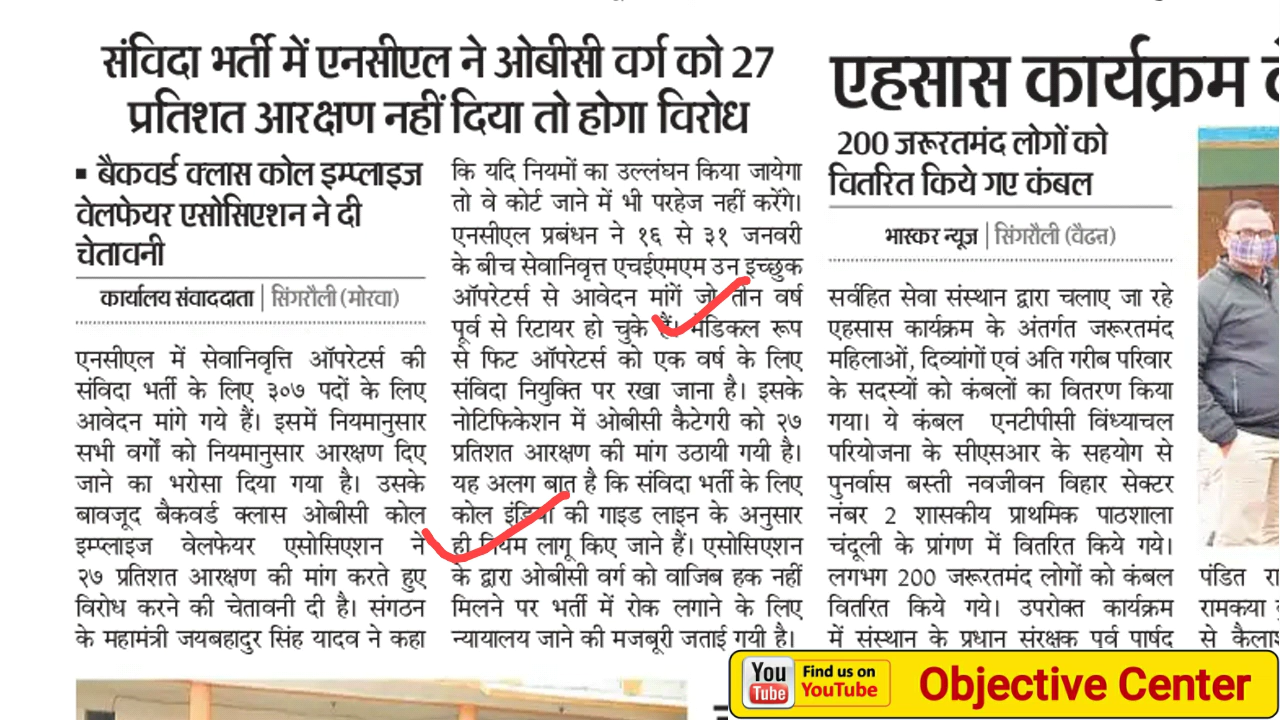 संविदा भर्ती में एनसीएल ने ओबीसी वर्ग को 27
प्रतिशत आरक्षण नहीं दिया तो होगा विरोध
▪ बैकवर्ड क्लास कोल इम्प्लाइज
वेलफेयर एसोसिएशन ने दी
चेतावनी
कार्यालय संवाददाता | सिंगरौली (मोरवा)
एनसीएल में सेवानिवृत्ति ऑपरेटर्स की
संविदा भर्ती के लिए ३०७ पदों के लिए
आवेदन मांगे गये हैं। इसमें नियमानुसार
सभी वर्गों को नियमानुसार आरक्षण दिए
जाने का भरोसा दिया गया है। उसके
बावजूद बैकवर्ड क्लास ओबीसी कोल
इम्प्लाइज वेलफेयर एसोसिएशन ने
२७ प्रतिशत आरक्षण की मांग करते हुए
विरोध करने की चेतावनी दी है। संगठन
के महामंत्री जयबहादुर सिंह यादव ने कहा
कि यदि नियमों का उल्लंघन किया जायेगा
तो वे कोर्ट जाने में भी परहेज नहीं करेंगे।
एनसीएल प्रबंधन ने १६ से ३१ जनवरी
के बीच सेवानिवृत्त एचईएमएम उन इच्छुक
ऑपरेटर्स से आवेदन मांगें जो तीन वर्ष
पूर्व से रिटायर हो चुके हैं। मेडिकल रूप
से फिट ऑपरेटर्स को एक वर्ष के लिए
संविदा नियुक्ति पर रखा जाना है। इसके
नोटिफिकेशन में ओबीसी कैटेगरी को २७
प्रतिशत आरक्षण की मांग उठायी गयी है।
यह अलग बात है कि संविदा भर्ती के लिए
कोल इंडिया की गाइड लाइन के अनुसार
ही नियम लागू किए जाने हैं। एसोसिएशन
के द्वारा ओबीसी वर्ग को वाजिब हक नहीं
मिलने पर भर्ती में रोक लगाने के लिए
न्यायालय जाने की मजबूरी जताई गयी है।
एहसास कार्यक्रम
200 जरूरतमंद लोगों को
वितरित किये गए कंबल
भास्कर न्यूज | सिंगरौली (वैढन)
सर्वहित सेवा संस्थान द्वारा चलाए जा रहे
एहसास कार्यक्रम के अंतर्गत जरूरतमंद
महिलाओं, दिव्यांगों एवं अति गरीब परिवार
के सदस्यों को कंबलों का वितरण किया
गया। ये कंबल एनटीपीसी विंध्याचल
परियोजना के सीएसआर के सहयोग से
पुनर्वास बस्ती नवजीवन विहार सेक्टर
नंबर 2 शासकीय प्राथमिक पाठशाला
चंदूली के प्रांगण में वितरित किये गये।
लगभग 200 जरूरतमंद लोगों को कंबल
वितरित किये गये। उपरोक्त कार्यक्रम
में संस्थान के प्रधान संरक्षक पूर्व पार्षद
पंडित
रामकया
से
You Tube
Find us on
YouTube
Objective Center